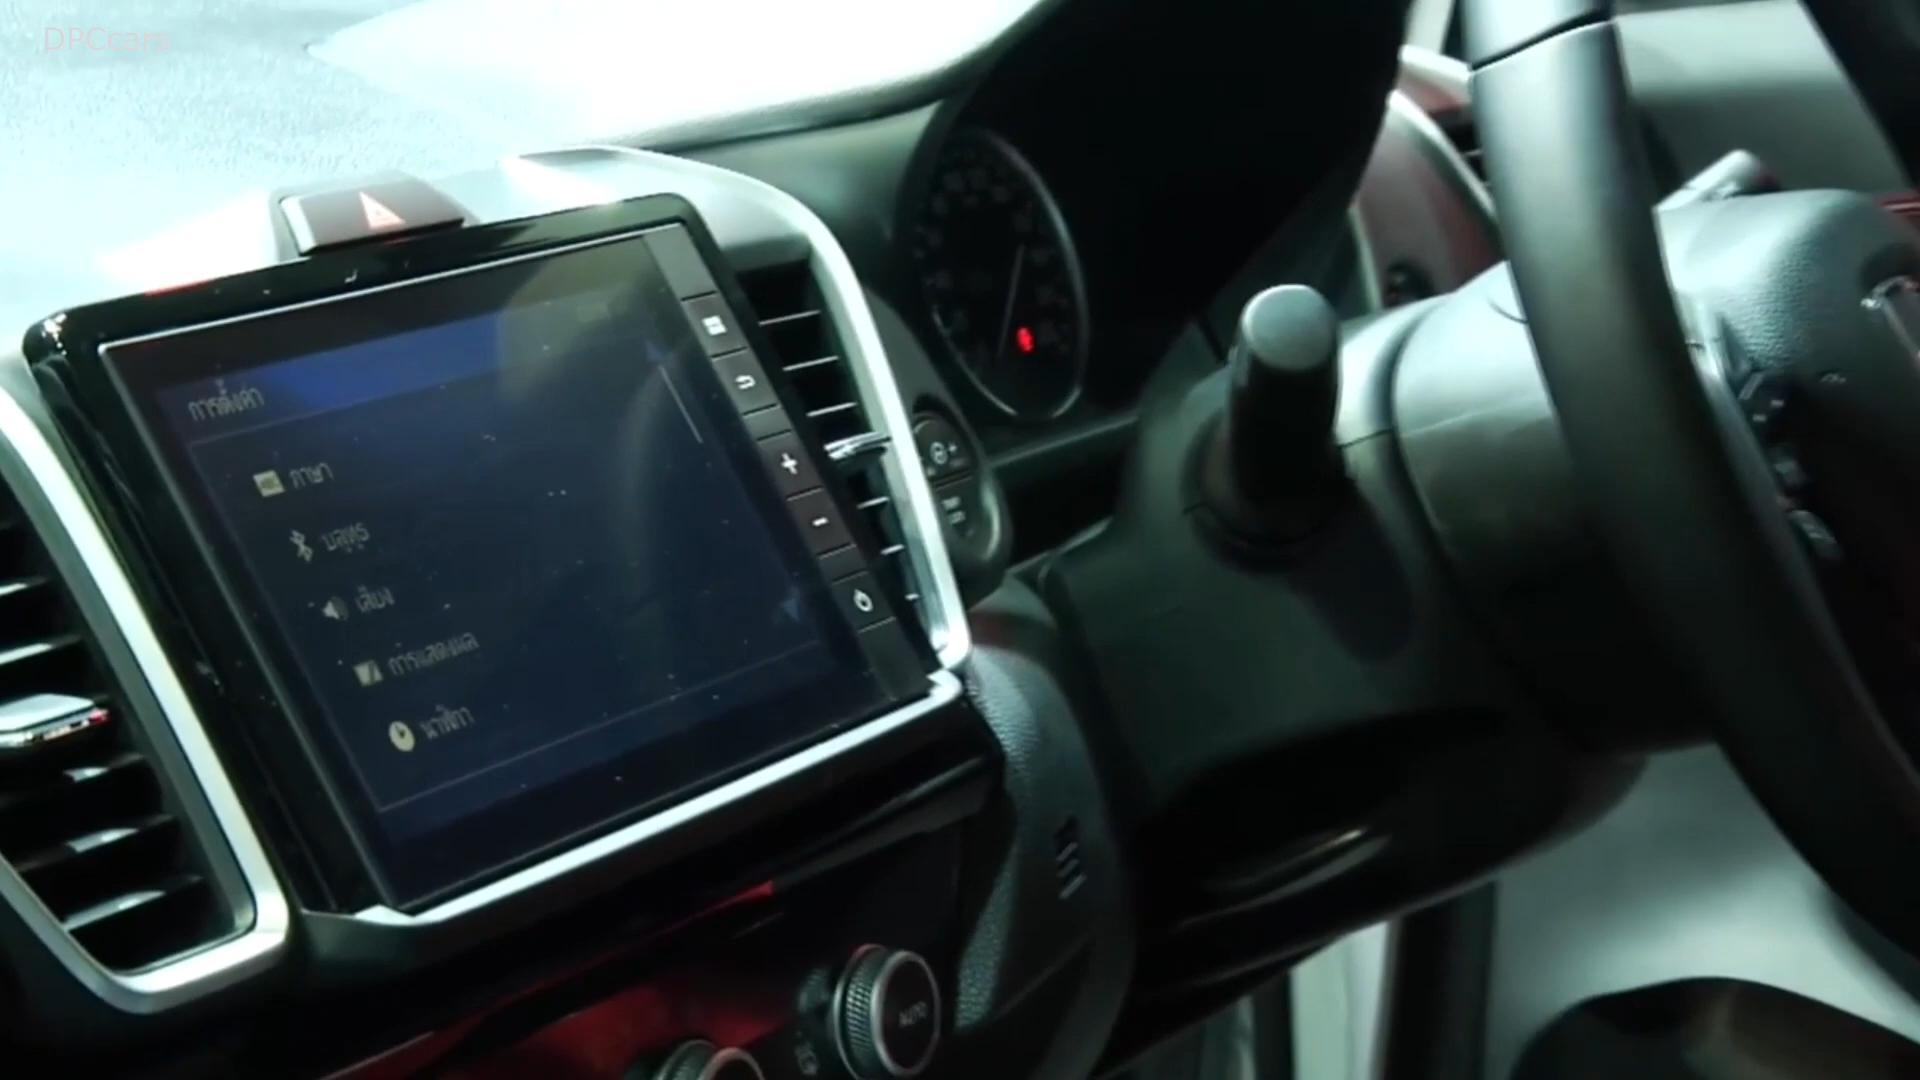 DPCcars
การตั้งค่า
ภาษา
บลูทูธ
เสียง
การแสดงผล
นาฬิกา
AUTO